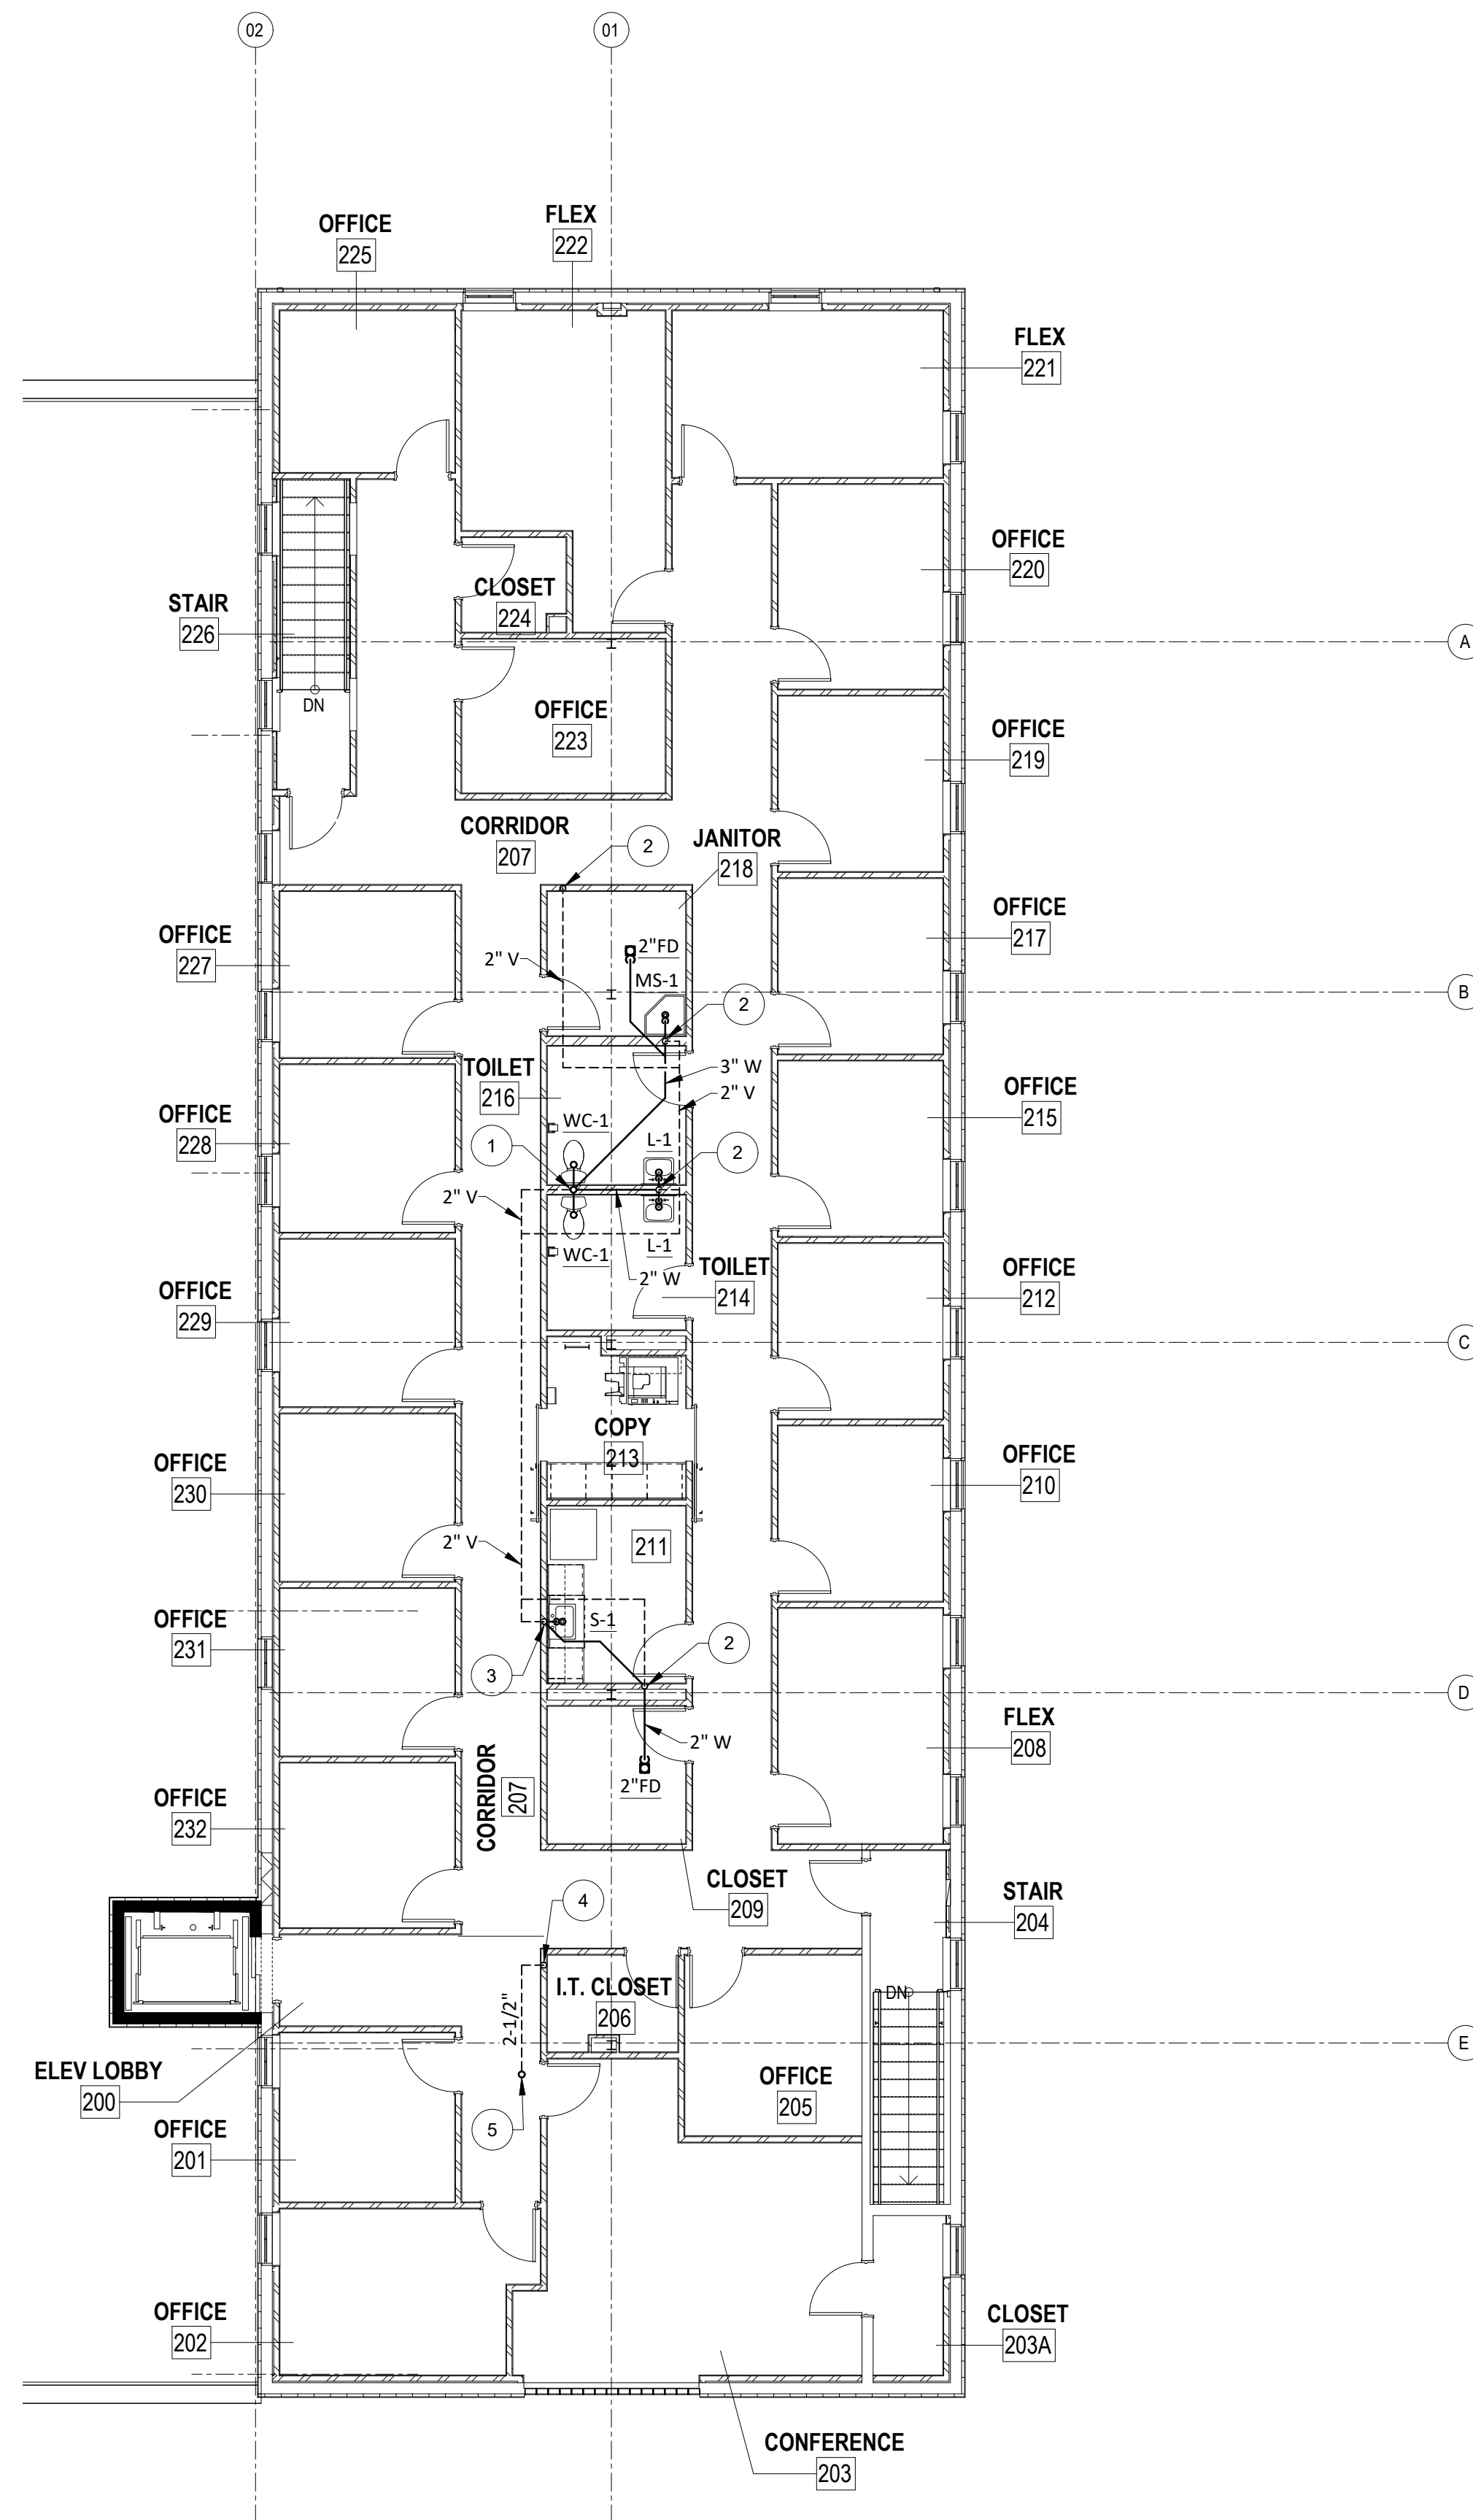 02
01
OFFICE
225
FLEX
222
FLEX
221
OFFICE
220
CLOSET
224
STAIR
226
A
DN
OFFICE
223
OFFICE
219
CORRIDOR
207
2
JANITOR
218
OFFICE
217
OFFICE
227
2" V
2"FD
MS-1
B
2
TOILET
216
3" W
2" V
OFFICE
215
OFFICE
228
WC-1
L-1
1
2
2" V
WC-1
L-1
TOILET
214
2" W
OFFICE
212
OFFICE
229
C
COPY
213
OFFICE
210
OFFICE
230
2" V
211
S-1
OFFICE
231
2
3
D
2" W
FLEX
208
CORRIDOR
207
2"FD
OFFICE
232
CLOSET
209
STAIR
204
4
I.T. CLOSET
206
DN
2-1/2"
E
ELEV LOBBY
200
OFFICE
205
5
OFFICE
201
OFFICE
202
CLOSET
203A
CONFERENCE
203